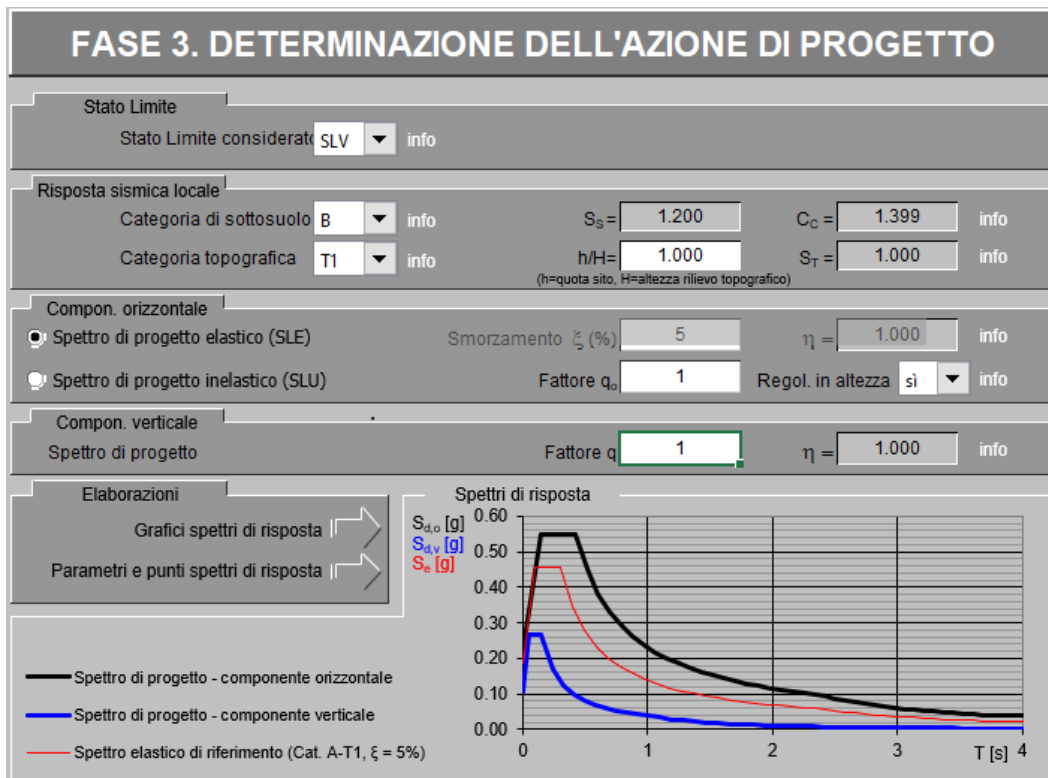 FASE 3. DETERMINAZIONE DELL'AZIONE DI PROGETTO
Stato Limite
Stato Limite considerato SLV info
Risposta sismica locale
Categoria di sottosuolo B info S_S = 1.200 C_C = 1.399 info
Categoria topografica T1 info h/H= 1.000 S_T = 1.000 info
(h=quota sito, H=altezza rilievo topografico)
Compon. orizzontale
Spettro di progetto elastico (SLE) Smorzamento ξ (%) 5 η = 1.000
Spettro di progetto inelastico (SLU) Fattore q_o 1 Regol. in altezza sì info
Compon. verticale
Spettro di progetto Fattore q 1 η = 1.000 info
Elaborazioni
Grafici spettri di risposta
Parametri e punti spettri di risposta
Spettri di risposta
S_d,o [g]
S_d,v [g]
S_e [g]
0.60
0.50
0.40
0.30
0.20
0.10
0.00
0 1 2 3 T [s] 4
Spettro di progetto - componente orizzontale
Spettro di progetto - componente verticale
Spettro elastico di riferimento (Cat. A-T1, ξ = 5%)